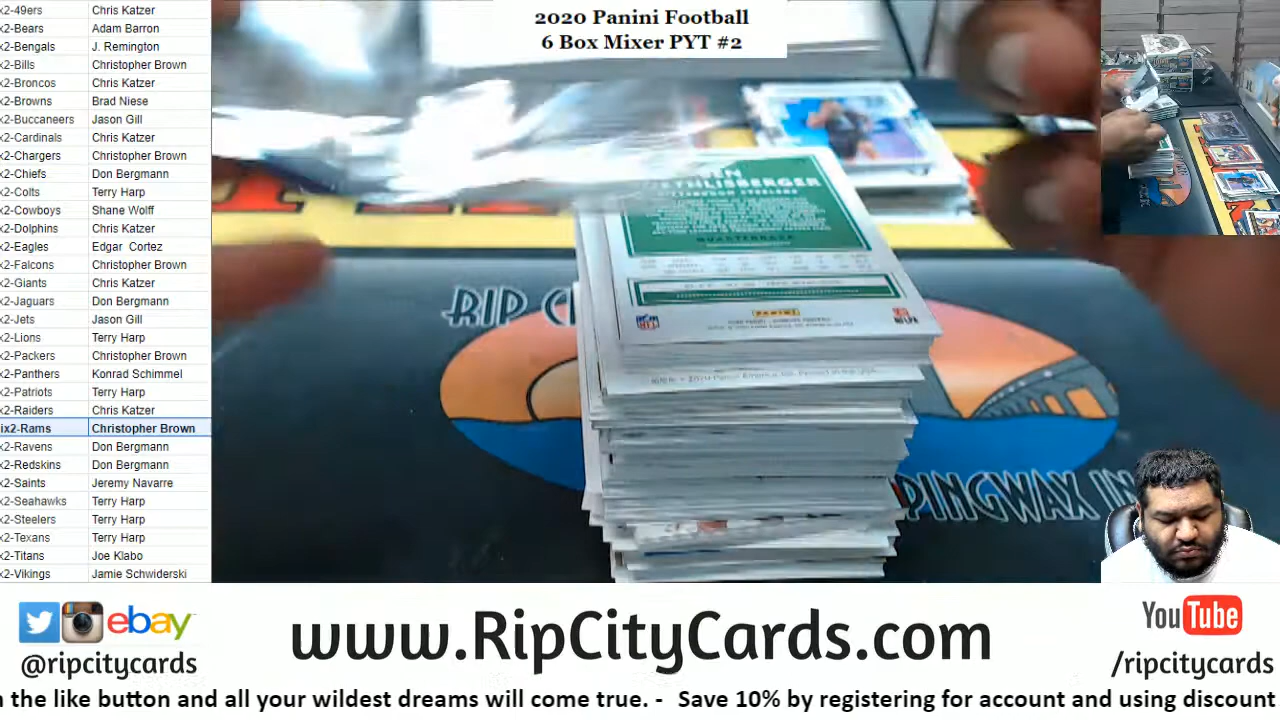 2020 Panini Football
6 Box Mixer PYT #2
x2-49ers Chris Katzer
x2-Bears Adam Barron
x2-Bengals J. Remington
x2-Bills Christopher Brown
x2-Broncos Chris Katzer
x2-Browns Brad Niese
x2-Buccaneers Jason Gill
x2-Cardinals Chris Katzer
x2-Chargers Christopher Brown
x2-Chiefs Don Bergmann
x2-Colts Terry Harp
x2-Cowboys Shane Wolff
x2-Dolphins Chris Katzer
x2-Eagles Edgar Cortez
x2-Falcons Christopher Brown
x2-Giants Chris Katzer
x2-Jaguars Don Bergmann
x2-Jets Jason Gill
x2-Lions Terry Harp
x2-Packers Christopher Brown
x2-Panthers Konrad Schimmel
x2-Patriots Terry Harp
x2-Raiders Chris Katzer
ix2-Rams Christopher Brown
x2-Ravens Don Bergmann
x2-Redskins Don Bergmann
x2-Saints Jeremy Navarre
x2-Seahawks Terry Harp
x2-Steelers Terry Harp
x2-Texans Terry Harp
x2-Titans Joe Klabo
x2-Vikings Jamie Schwiderski
QUARTERBACK
PANINI
NFL
RIP C
PINGWAX IN
ebay
@ripcitycards
www.RipCityCards.com
YouTube
/ripcitycards
n the like button and all your wildest dreams will come true. - Save 10% by registering for account and using discount